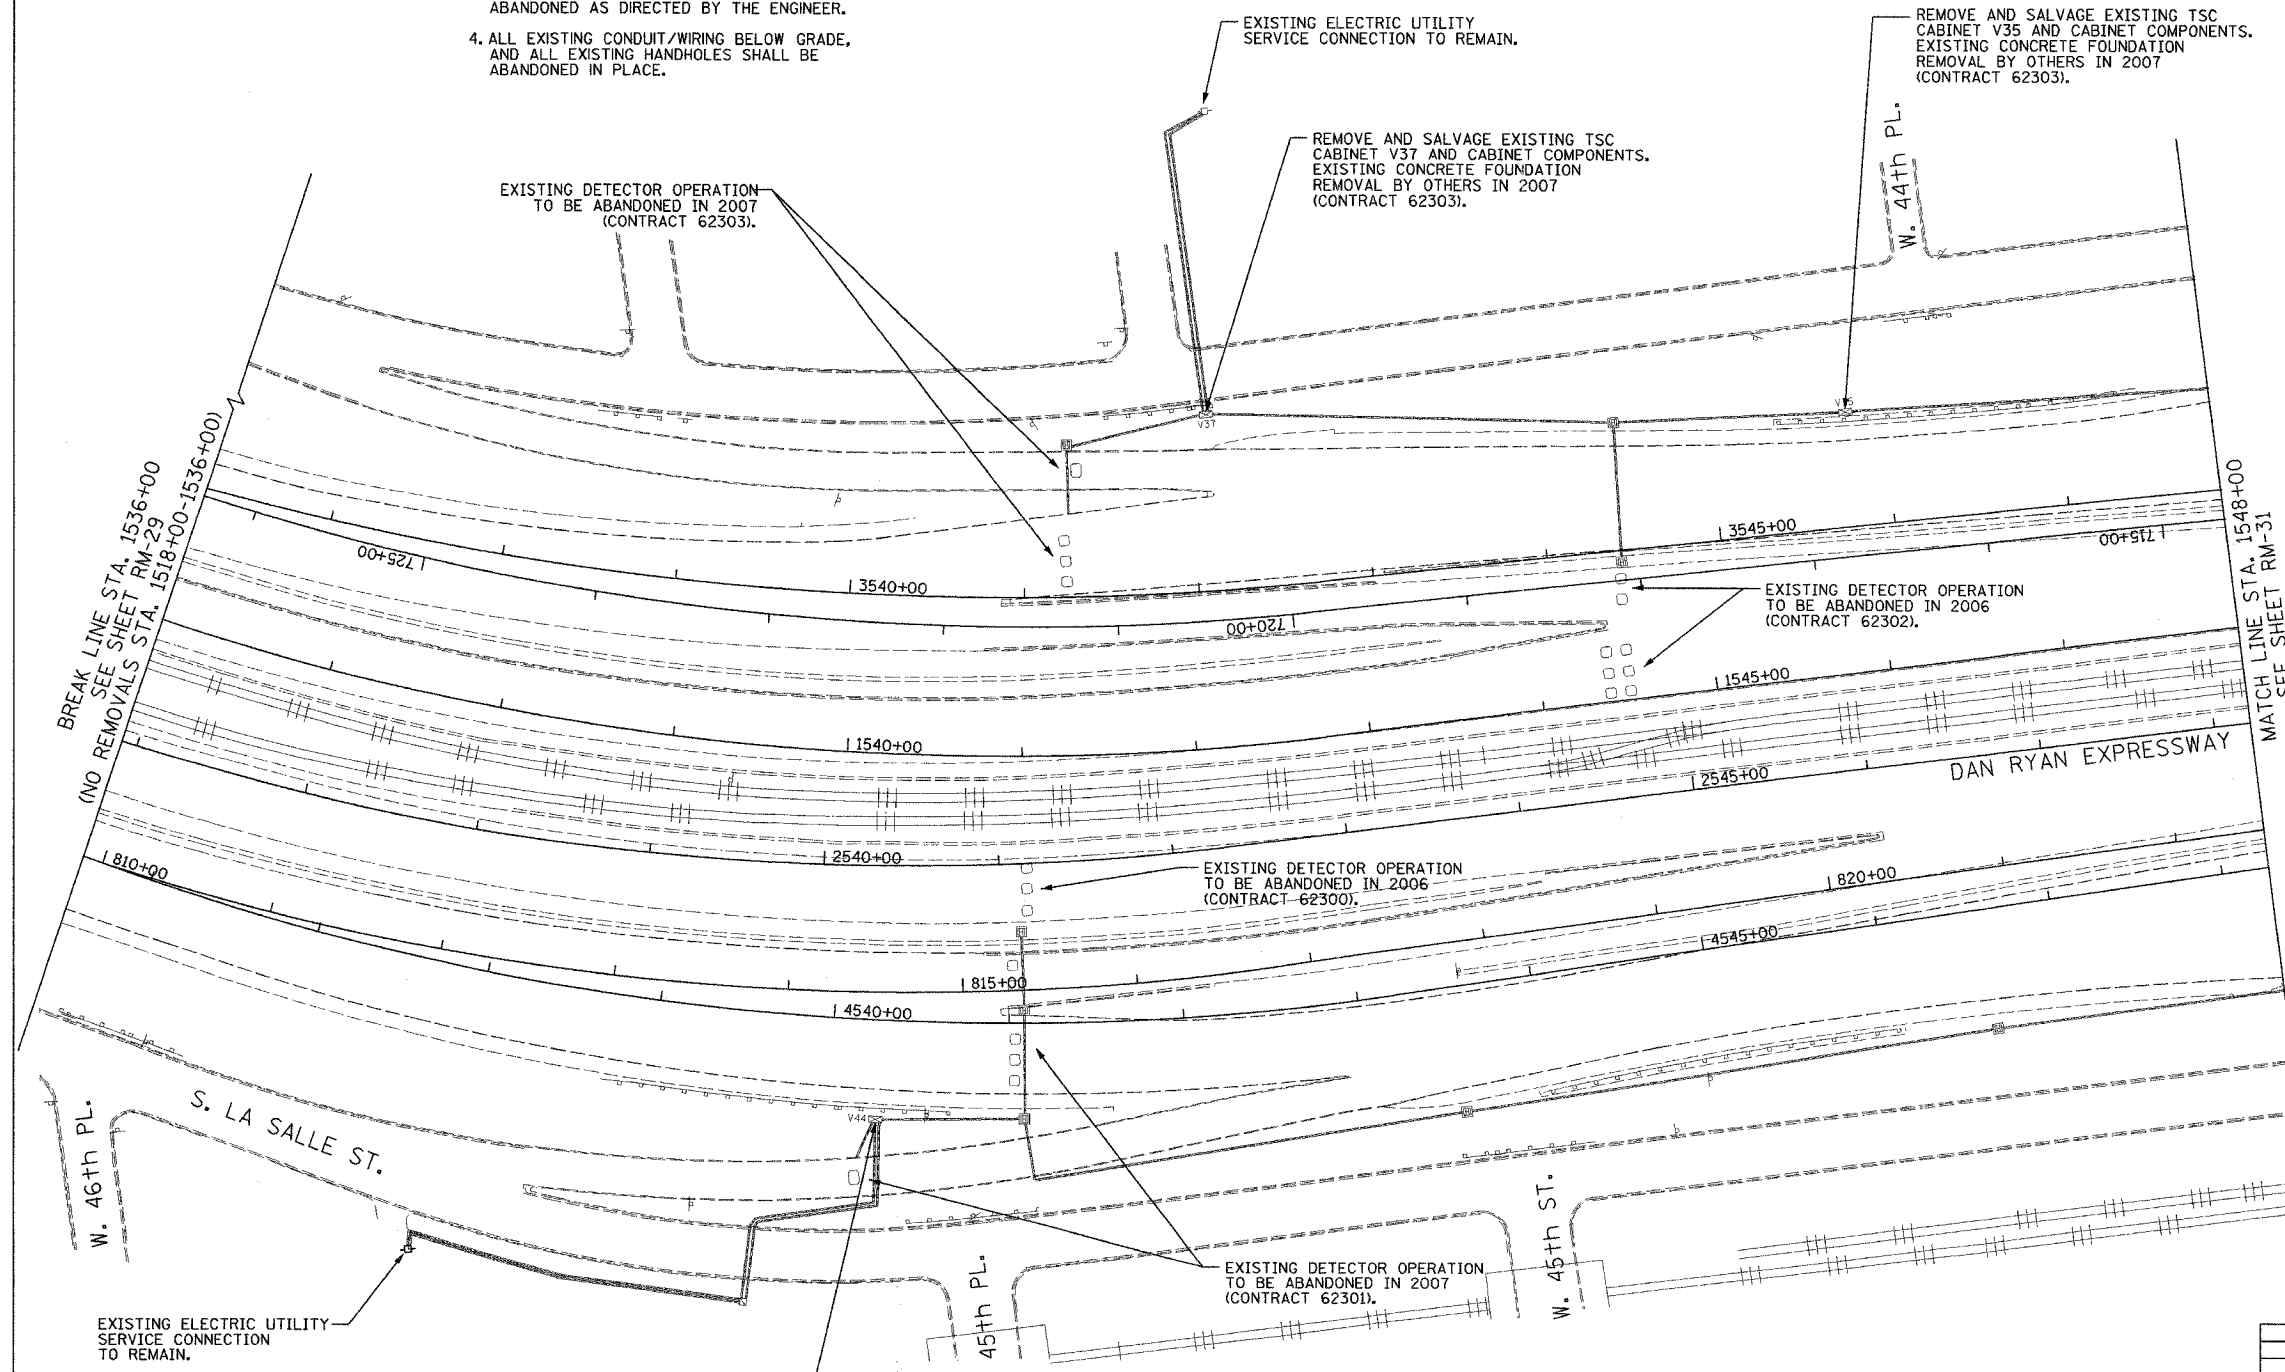 ABANDONED AS DIRECTED BY THE ENGINEER.
4. ALL EXISTING CONDUIT/WIRING BELOW GRADE,
AND ALL EXISTING HANDHOLES SHALL BE
ABANDONED IN PLACE.
EXISTING ELECTRIC UTILITY
SERVICE CONNECTION TO REMAIN.
REMOVE AND SALVAGE EXISTING TSC
CABINET V35 AND CABINET COMPONENTS.
EXISTING CONCRETE FOUNDATION
REMOVAL BY OTHERS IN 2007
(CONTRACT 62303).
REMOVE AND SALVAGE EXISTING TSC
CABINET V37 AND CABINET COMPONENTS.
EXISTING CONCRETE FOUNDATION
REMOVAL BY OTHERS IN 2007
(CONTRACT 62303).
W. 44th PL.
EXISTING DETECTOR OPERATION
TO BE ABANDONED IN 2007
(CONTRACT 62303).
V35
V37
BREAK LINE STA. 1536+00
SEE SHEET RM-29
(NO REMOVALS STA. 1518+00-1536+00)
MATCH LINE STA. 1548+00
SEE SHEET RM-31
3545+00
715+00
725+00
3540+00
EXISTING DETECTOR OPERATION
TO BE ABANDONED IN 2006
(CONTRACT 62302).
720+00
1545+00
1540+00
2545+00
DAN RYAN EXPRESSWAY
2540+00
810+00
EXISTING DETECTOR OPERATION
TO BE ABANDONED IN 2006
(CONTRACT 62300).
820+00
4545+00
815+00
4540+00
V44
S. LA SALLE ST.
W. 46th PL.
45th PL.
W. 45th ST.
EXISTING DETECTOR OPERATION
TO BE ABANDONED IN 2007
(CONTRACT 62301).
EXISTING ELECTRIC UTILITY
SERVICE CONNECTION
TO REMAIN.